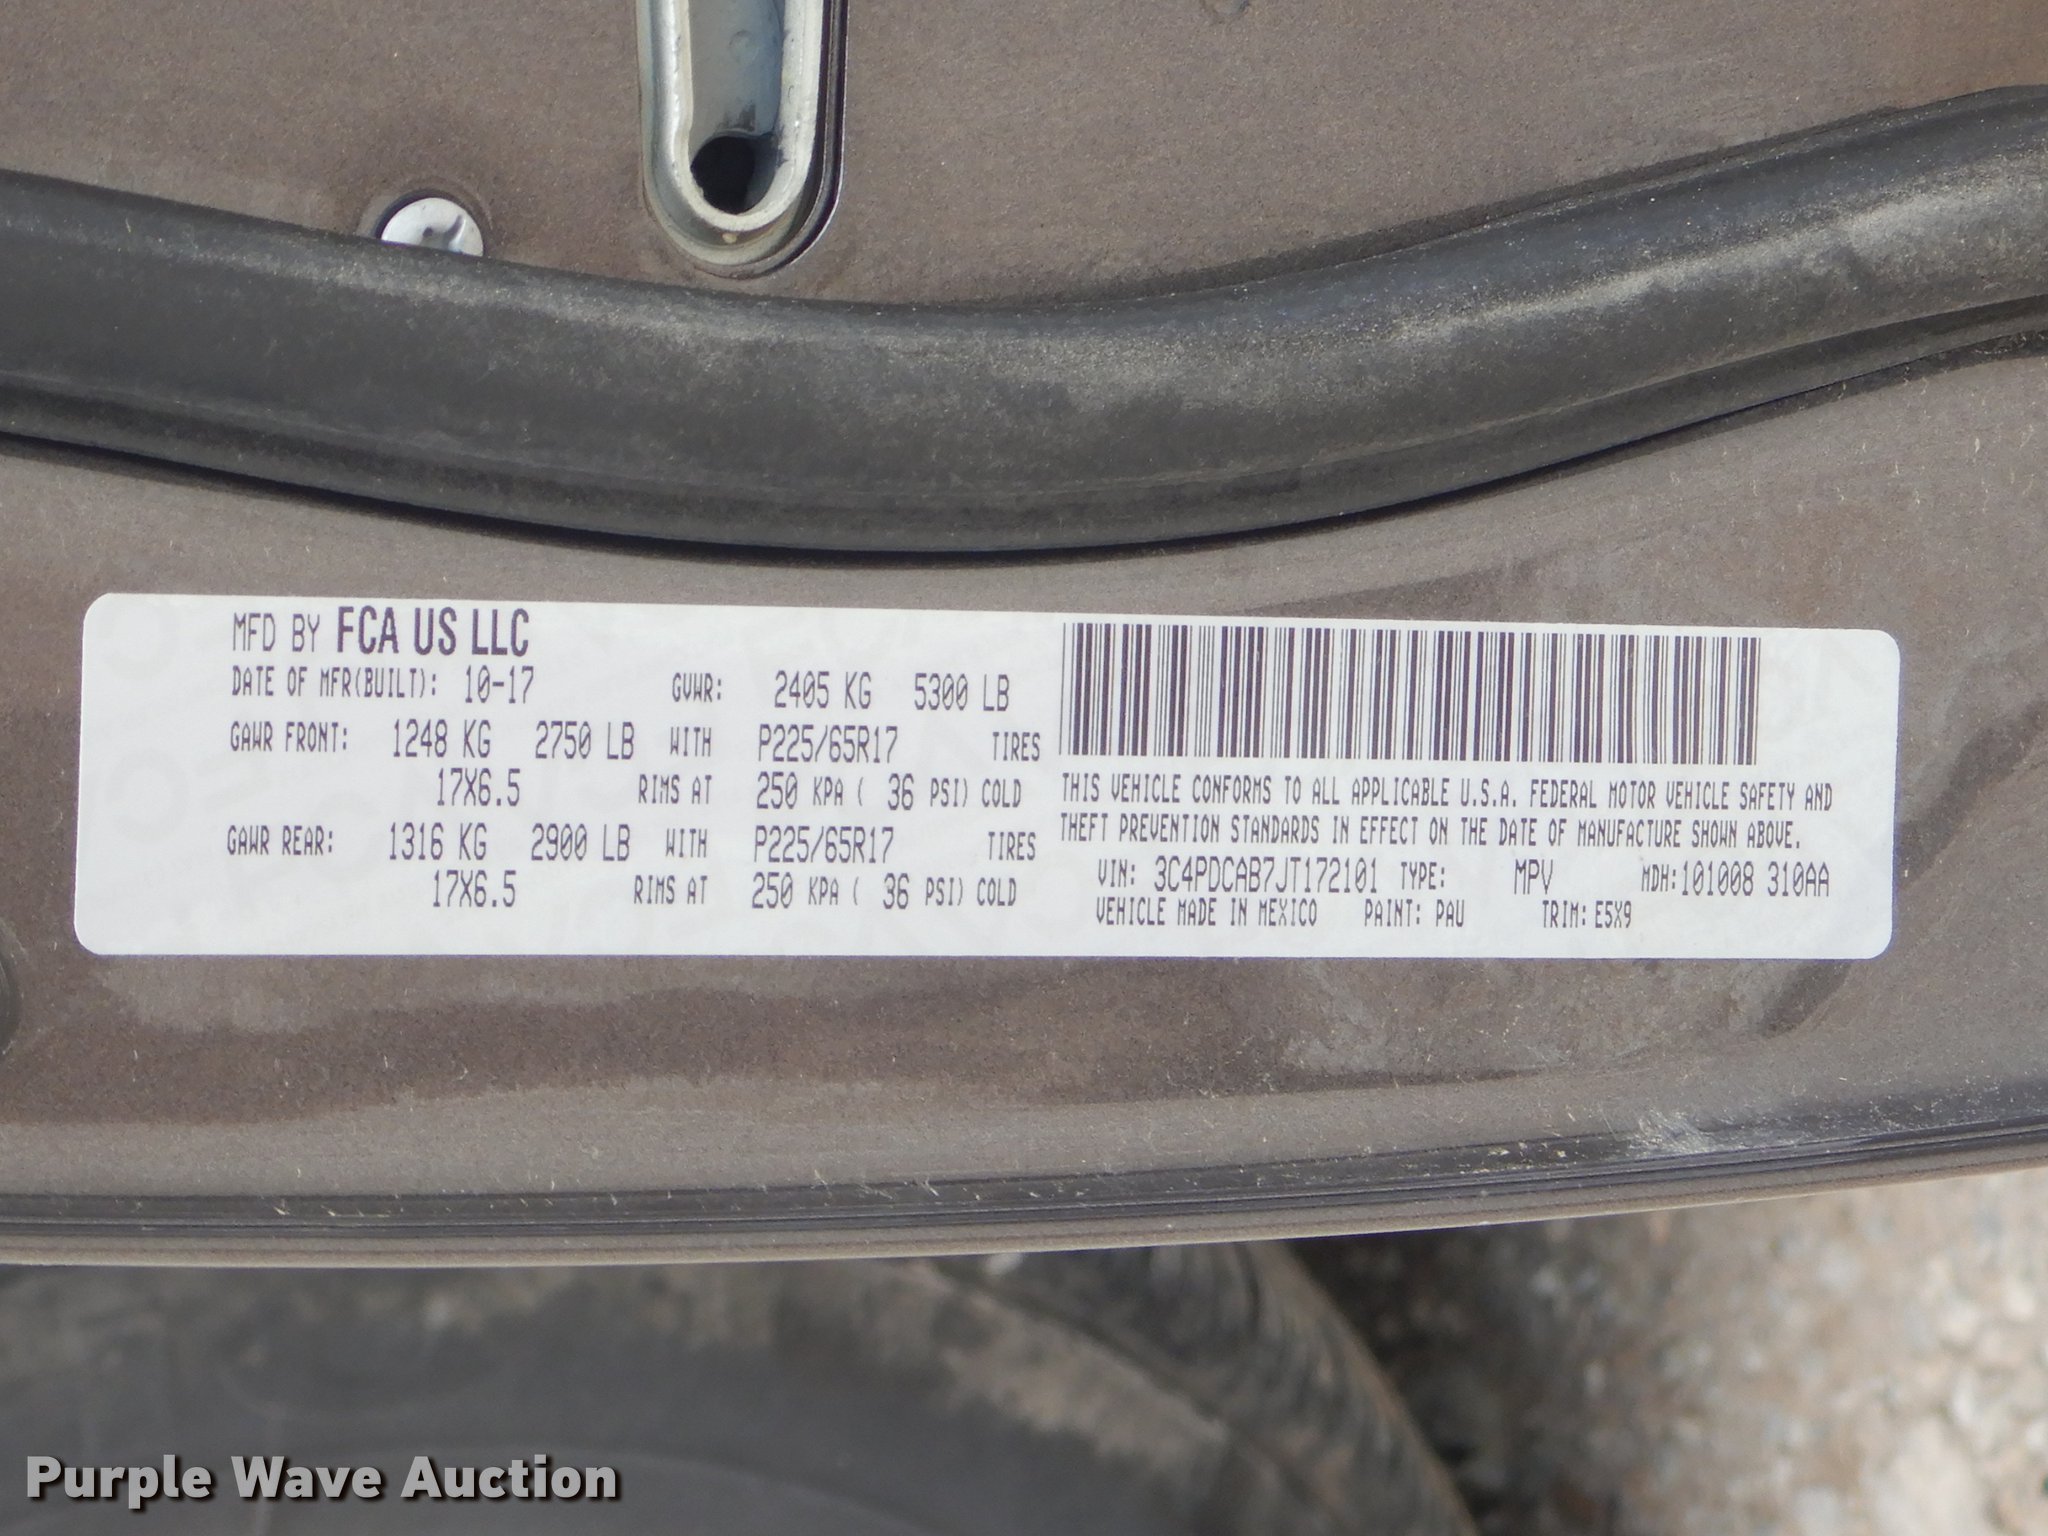 MFD BY FCA US LLC
DATE OF MFR(BUILT): 10-17 GVWR: 2405 KG 5300 LB
GAWR FRONT: 1248 KG 2750 LB WITH P225/65R17 TIRES
17X6.5 RIMS AT 250 KPA ( 36 PSI) COLD
GAWR REAR: 1316 KG 2900 LB WITH P225/65R17 TIRES
17X6.5 RIMS AT 250 KPA ( 36 PSI) COLD
THIS VEHICLE CONFORMS TO ALL APPLICABLE U.S.A. FEDERAL MOTOR VEHICLE SAFETY AND
THEFT PREVENTION STANDARDS IN EFFECT ON THE DATE OF MANUFACTURE SHOWN ABOVE.
VIN: 3C4PDCAB7JT172101 TYPE: MPV MDH:101008 310AA
VEHICLE MADE IN MEXICO PAINT: PAU TRIM: E5X9
Purple Wave Auction